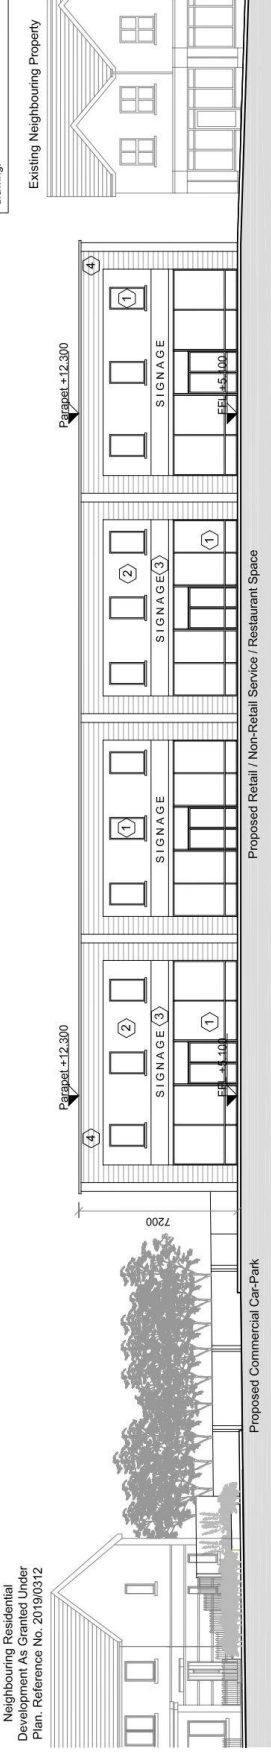 Neighbouring Residential
Development As Granted Under
Plan. Reference No. 2019/0312
Existing Neighbouring Property
Parapet +12.300
Parapet +12.300
7200
4
2
1
1
4
2
SIGNAGE
3
SIGNAGE
SIGNAGE
3
SIGNAGE
1
1
FFL +5.100
FFL +5.100
Proposed Commercial Car-Park
Proposed Retail / Non-Retail Service / Restaurant Space